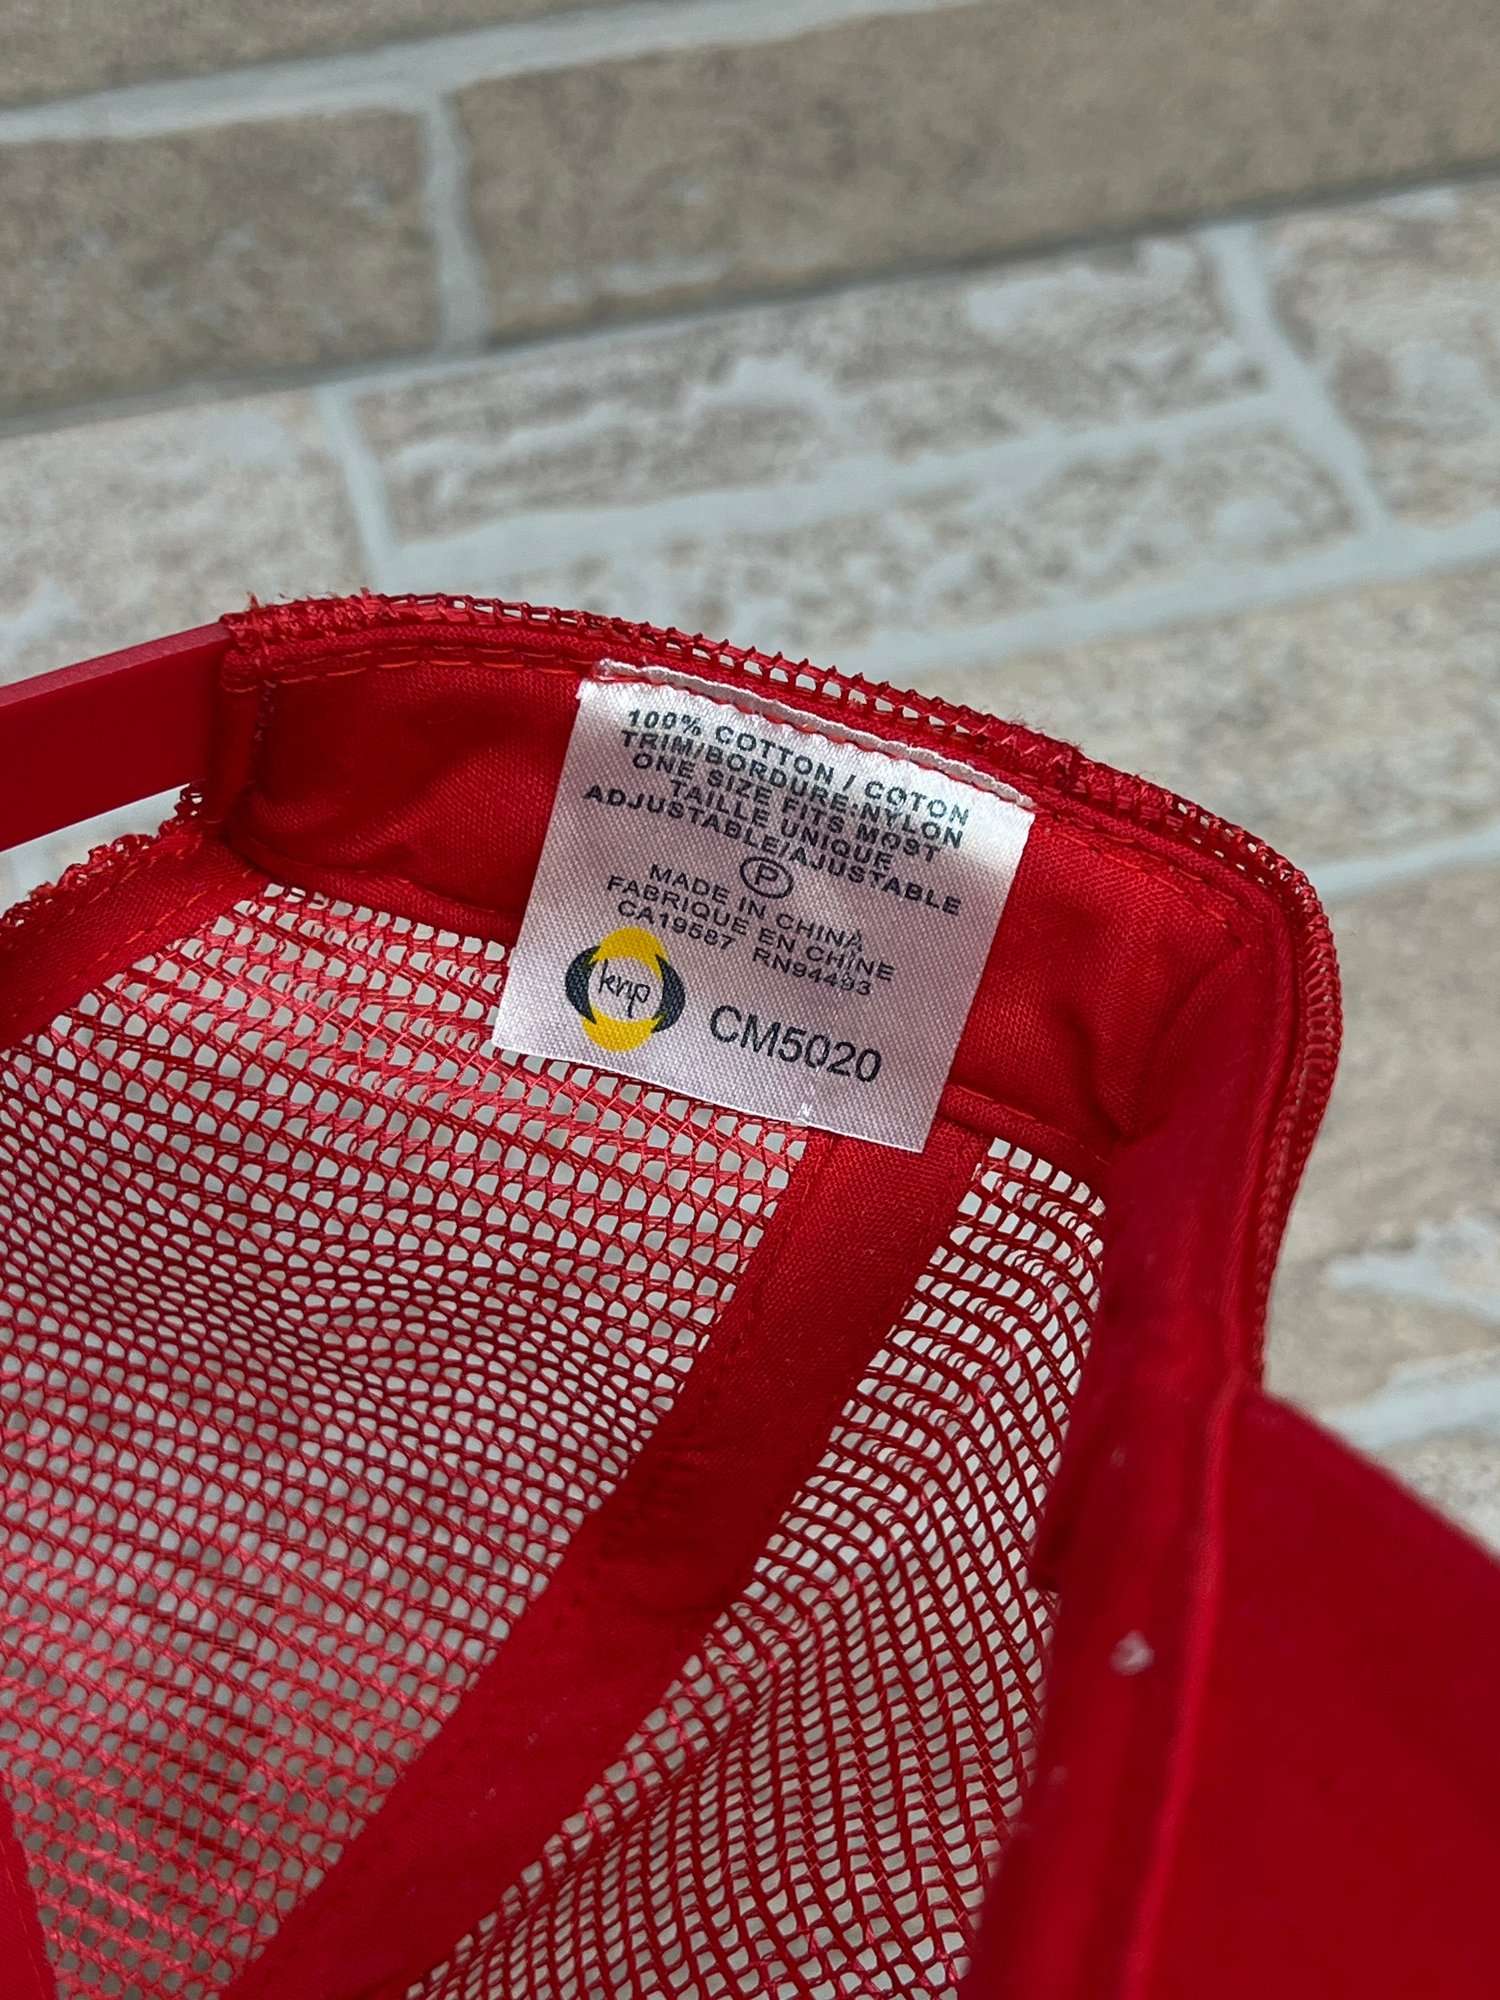 100% COTTON / COTON
TRIM/BORDURE-NYLON
ONE SIZE FITS MOST
TAILLE UNIQUE
ADJUSTABLE/AJUSTABLE
P
MADE IN CHINA
FABRIQUE EN CHINE
CA19587 RN94493
knp CM5020